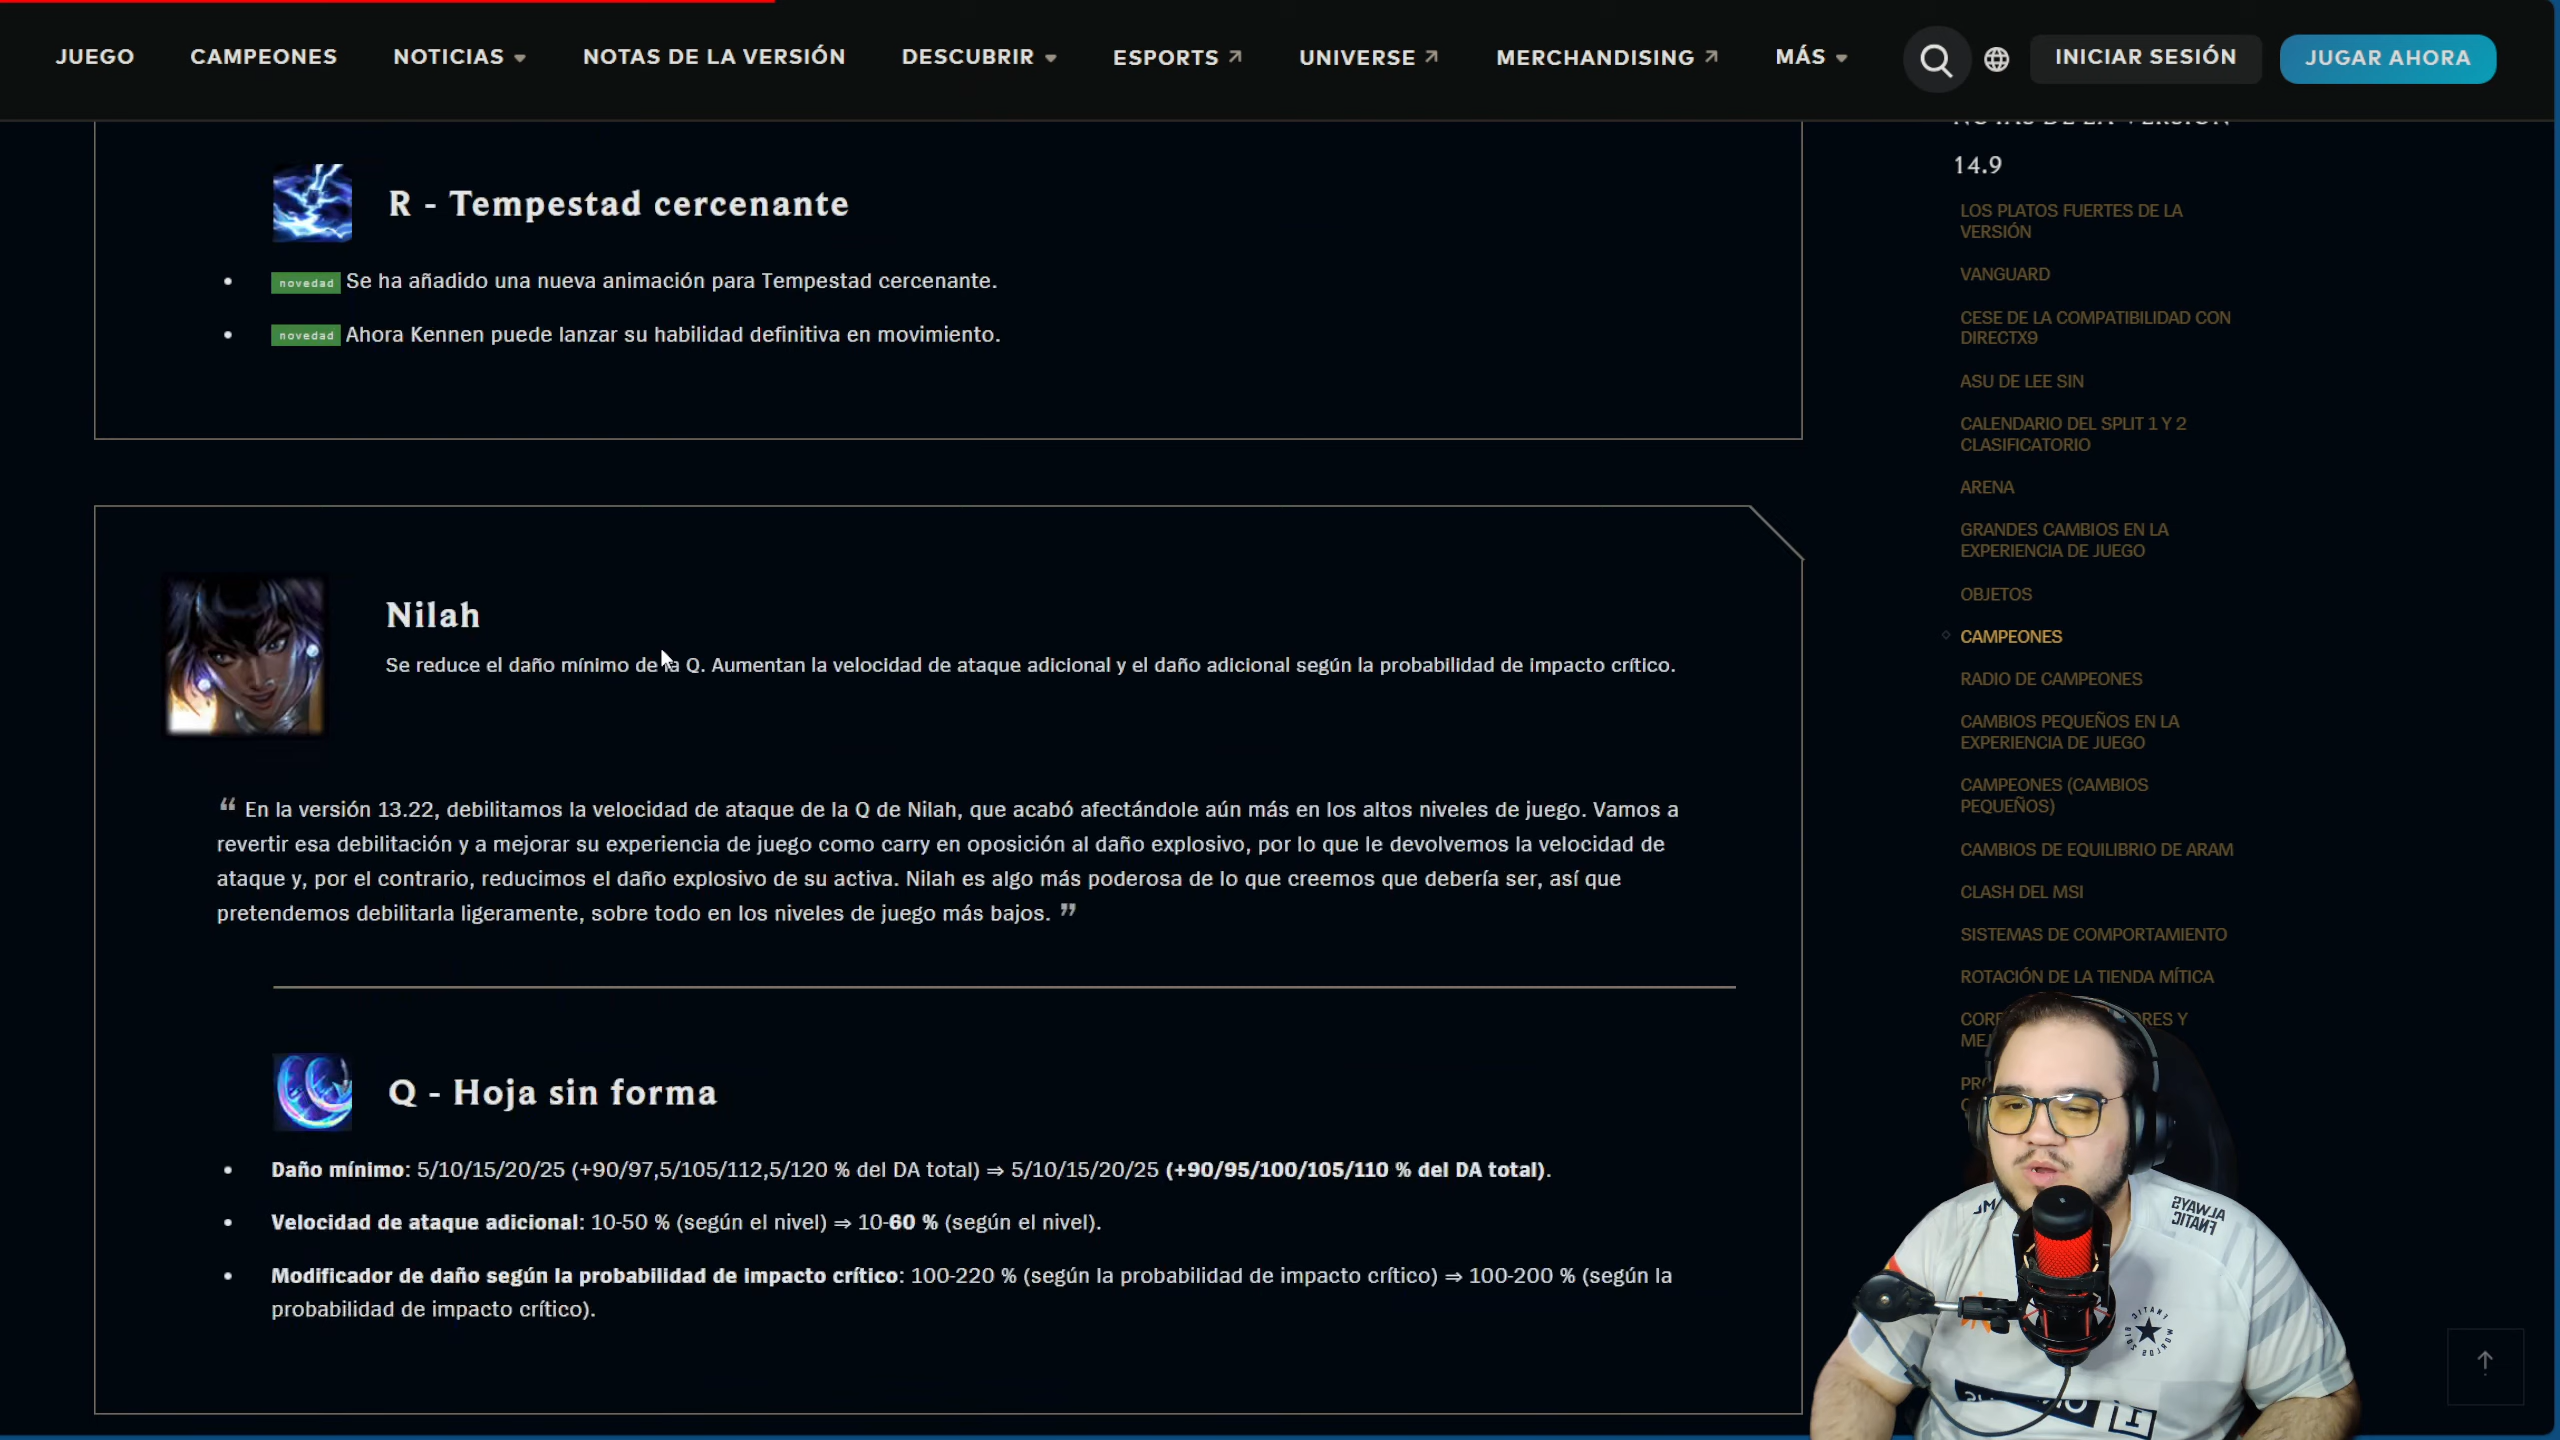 JUEGO CAMPEONES NOTICIAS NOTAS DE LA VERSIÓN DESCUBRIR ESPORTS UNIVERSE MERCHANDISING MÁS INICIAR SESIÓN JUGAR AHORA
R - Tempestad cercenante
novedad Se ha añadido una nueva animación para Tempestad cercenante.
novedad Ahora Kennen puede lanzar su habilidad definitiva en movimiento.
Nilah
Se reduce el daño mínimo de la Q. Aumentan la velocidad de ataque adicional y el daño adicional según la probabilidad de impacto crítico.
“ En la versión 13.22, debilitamos la velocidad de ataque de la Q de Nilah, que acabó afectándole aún más en los altos niveles de juego. Vamos a
revertir esa debilitación y a mejorar su experiencia de juego como carry en oposición al daño explosivo, por lo que le devolvemos la velocidad de
ataque y, por el contrario, reducimos el daño explosivo de su activa. Nilah es algo más poderosa de lo que creemos que debería ser, así que
pretendemos debilitarla ligeramente, sobre todo en los niveles de juego más bajos. ”
Q - Hoja sin forma
Daño mínimo: 5/10/15/20/25 (+90/97,5/105/112,5/120 % del DA total) ⇒ 5/10/15/20/25 (+90/95/100/105/110 % del DA total).
Velocidad de ataque adicional: 10-50 % (según el nivel) ⇒ 10-60 % (según el nivel).
Modificador de daño según la probabilidad de impacto crítico: 100-220 % (según la probabilidad de impacto crítico) ⇒ 100-200 % (según la
probabilidad de impacto crítico).
NOTAS DE LA VERSIÓN
14.9
LOS PLATOS FUERTES DE LA
VERSIÓN
VANGUARD
CESE DE LA COMPATIBILIDAD CON
DIRECTX9
ASU DE LEE SIN
CALENDARIO DEL SPLIT 1 Y 2
CLASIFICATORIO
ARENA
GRANDES CAMBIOS EN LA
EXPERIENCIA DE JUEGO
OBJETOS
CAMPEONES
RADIO DE CAMPEONES
CAMBIOS PEQUEÑOS EN LA
EXPERIENCIA DE JUEGO
CAMPEONES (CAMBIOS
PEQUEÑOS)
CAMBIOS DE EQUILIBRIO DE ARAM
CLASH DEL MSI
SISTEMAS DE COMPORTAMIENTO
ROTACIÓN DE LA TIENDA MÍTICA
ALWAYS
FNATIC